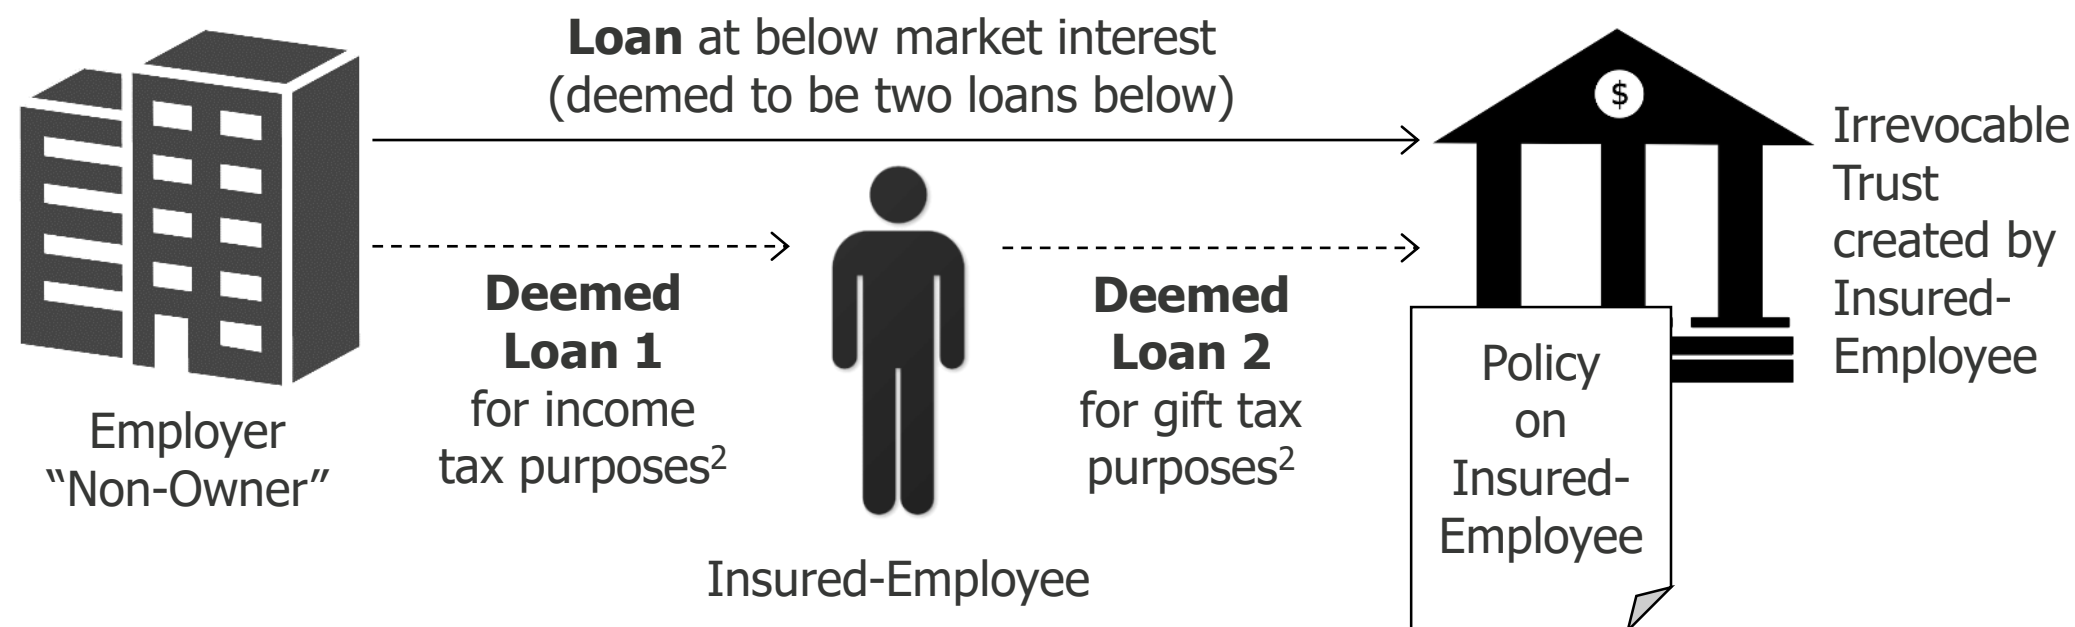 Loan at below market interest
(deemed to be two loans below)
$
Irrevocable
Trust
created by
Insured-
Employee
Deemed
Loan 1
for income
tax purposes²
Deemed
Loan 2
for gift tax
purposes²
Employer
“Non-Owner”
Insured-Employee
Policy
on
Insured-
Employee